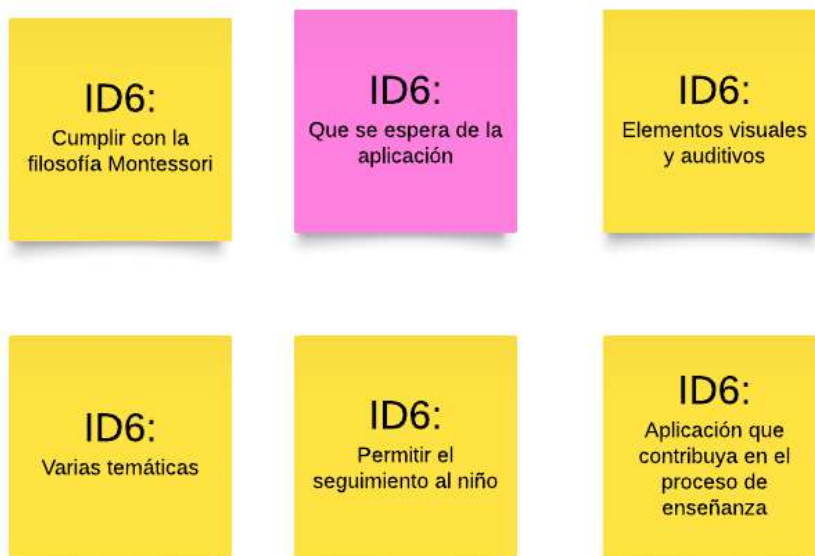 ID6:
Cumplir con la
filosofía Montessori
ID6:
Que se espera de la
aplicación
ID6:
Elementos visuales
y auditivos
ID6:
Varias temáticas
ID6:
Permitir el
seguimiento al niño
ID6:
Aplicación que
contribuya en el
proceso de
enseñanza